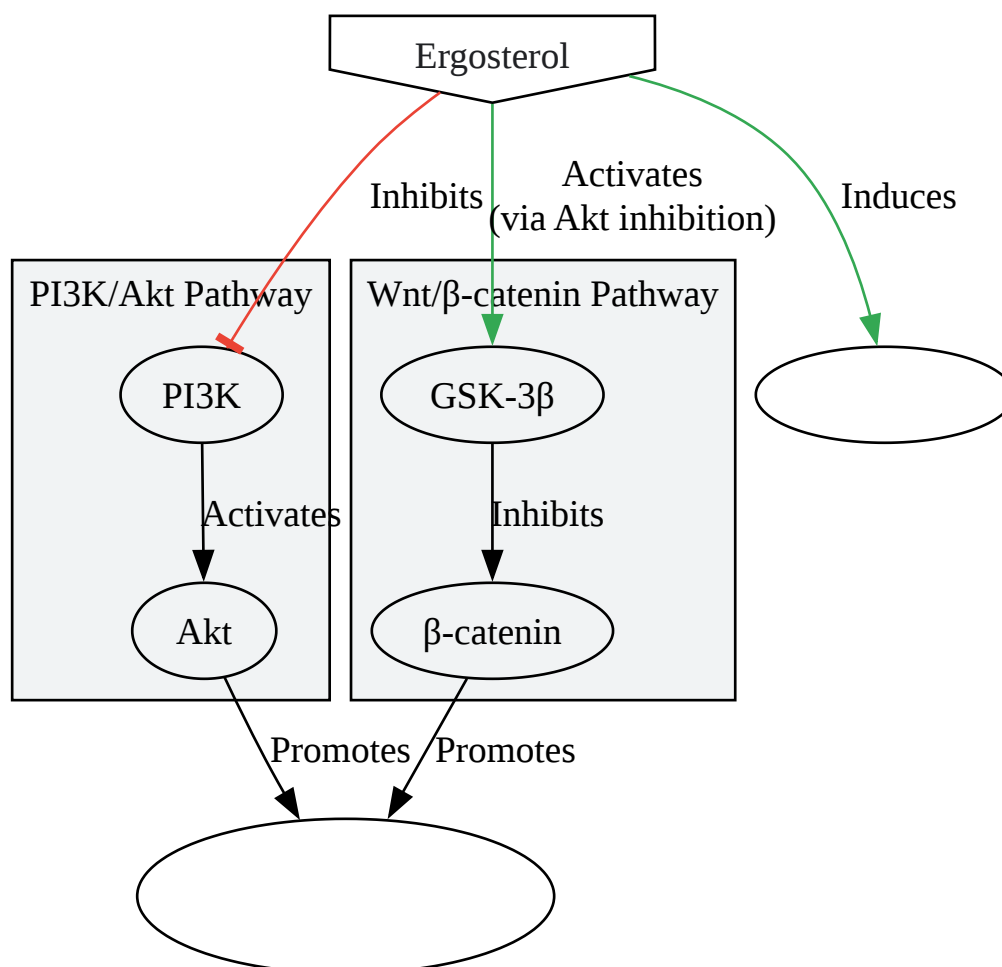 Ergosterol
Inhibits
Activates
(via Akt inhibition)
Induces
PI3K/Akt Pathway
Wnt/β-catenin Pathway
PI3K
GSK-3β
Activates
Inhibits
Akt
β-catenin
Promotes
Promotes